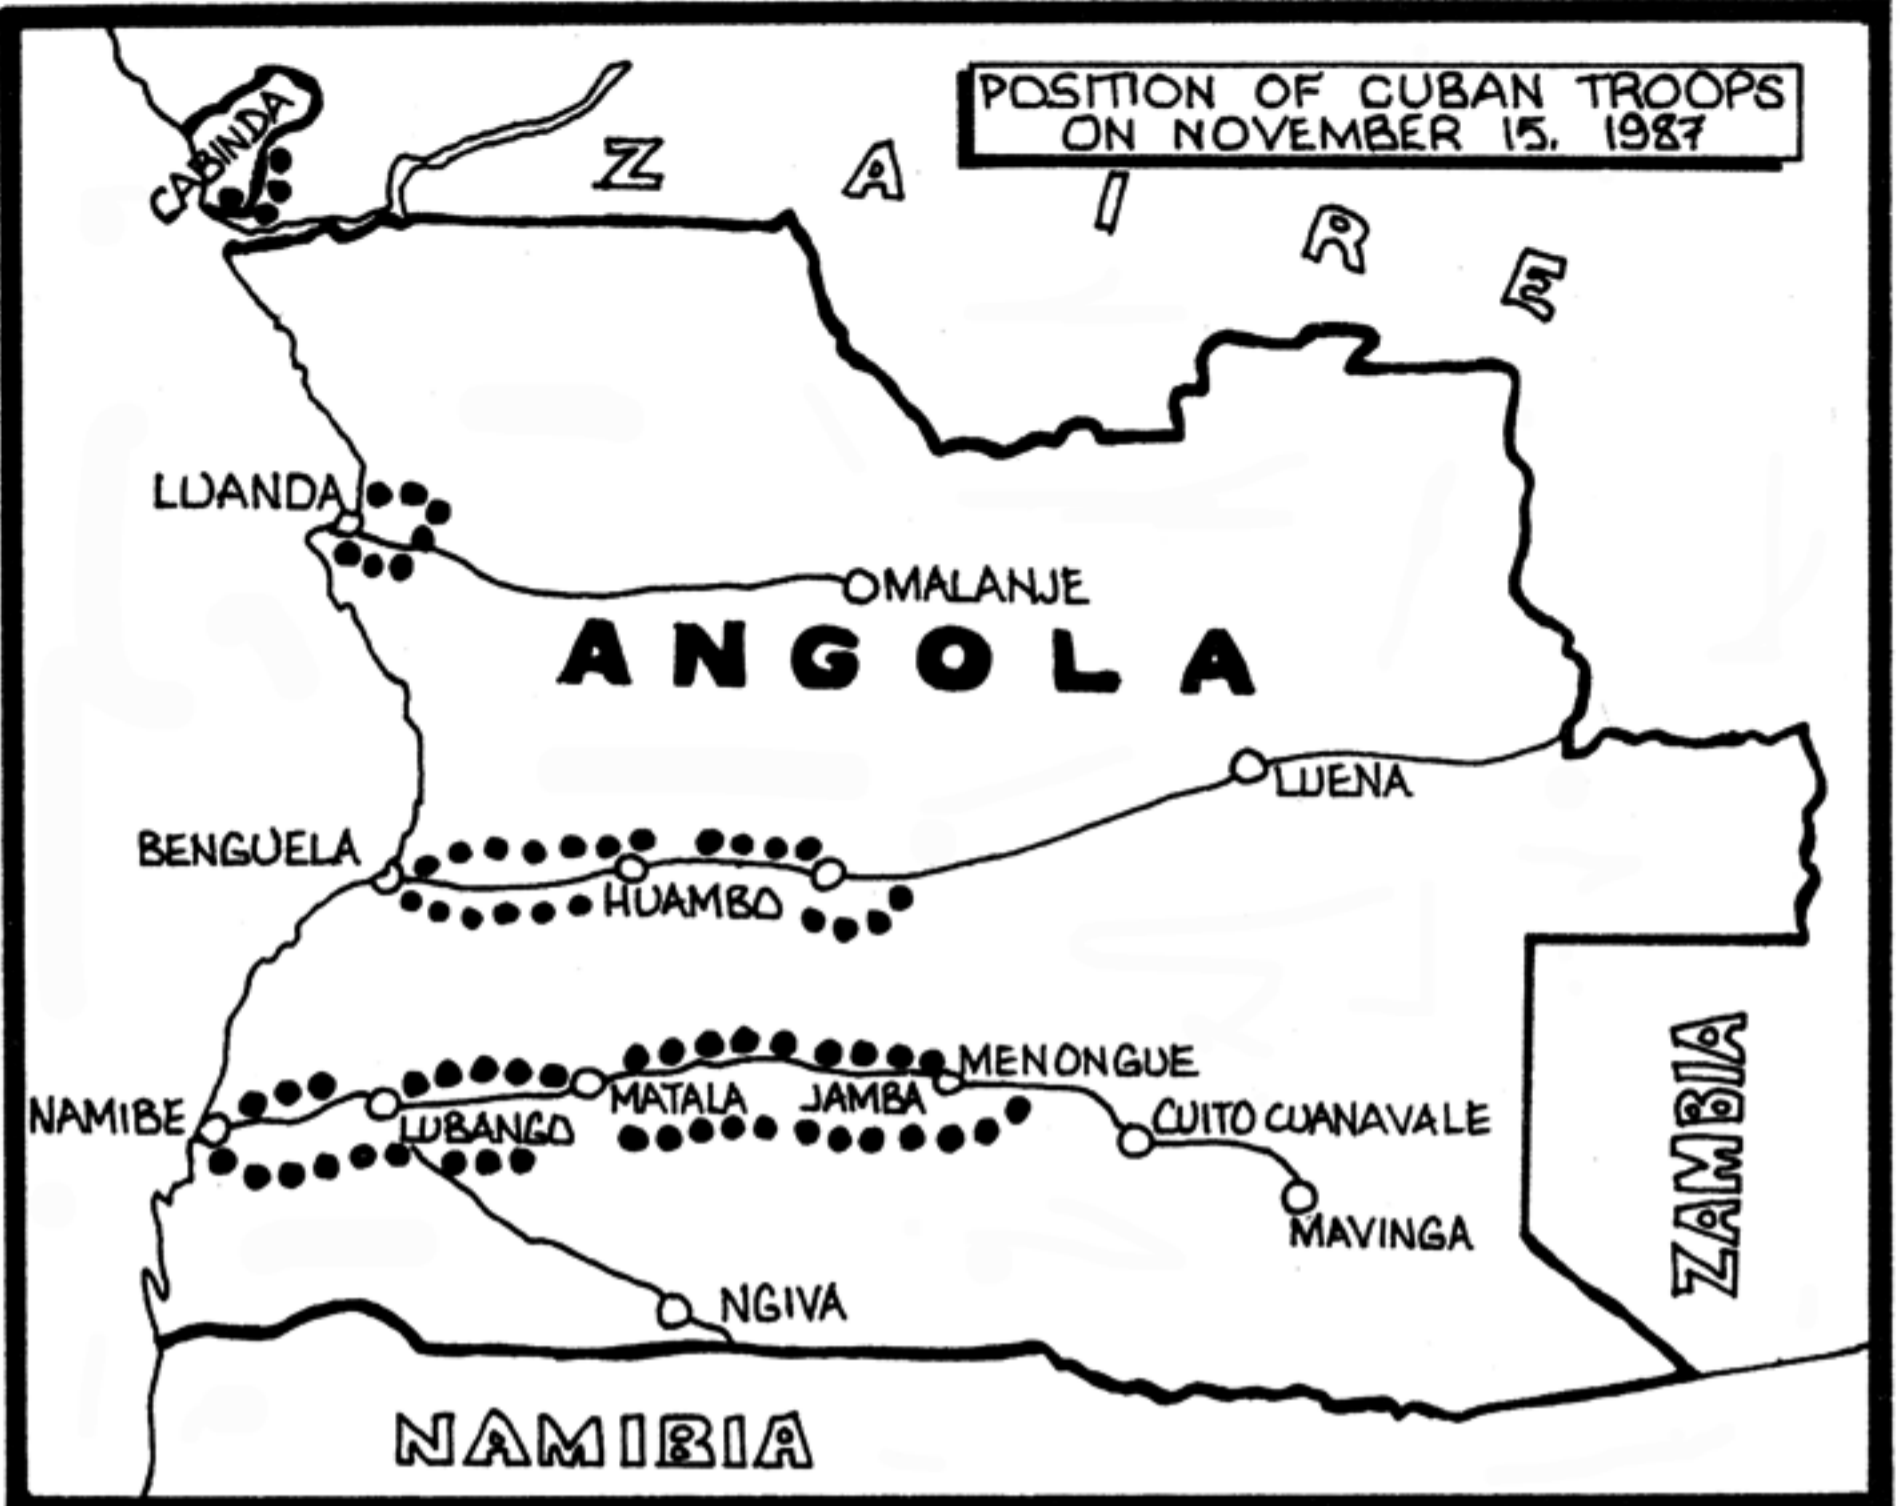 POSITION OF CUBAN TROOPS
ON NOVEMBER 15. 1987
CABINDA
ZAIRE
LUANDA
MALANJE
ANGOLA
LUENA
BENGUELA
HUAMBO
NAMIBE
LUBANGO
MATALA
JAMBA
MENONGUE
CUITO CUANAVALE
MAVINGA
NGIVA
ZAMBIA
NAMIBIA